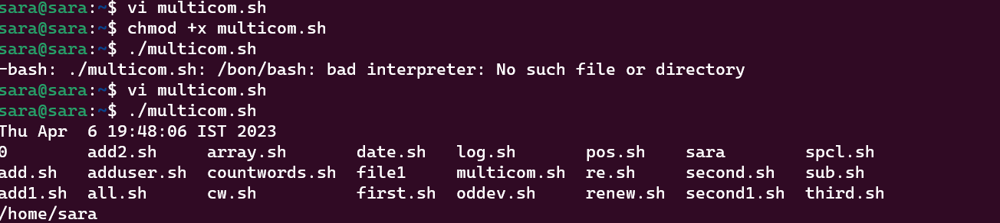 sara@sara:~$ vi multicom.sh
sara@sara:~$ chmod +x multicom.sh
sara@sara:~$ ./multicom.sh
-bash: ./multicom.sh: /bon/bash: bad interpreter: No such file or directory
sara@sara:~$ vi multicom.sh
sara@sara:~$ ./multicom.sh
Thu Apr  6 19:48:06 IST 2023
0        add2.sh     array.sh       date.sh   log.sh       pos.sh    sara        spcl.sh
add.sh   adduser.sh  countwords.sh  file1     multicom.sh  re.sh     second.sh   sub.sh
add1.sh  all.sh      cw.sh          first.sh  oddev.sh     renew.sh  second1.sh  third.sh
/home/sara